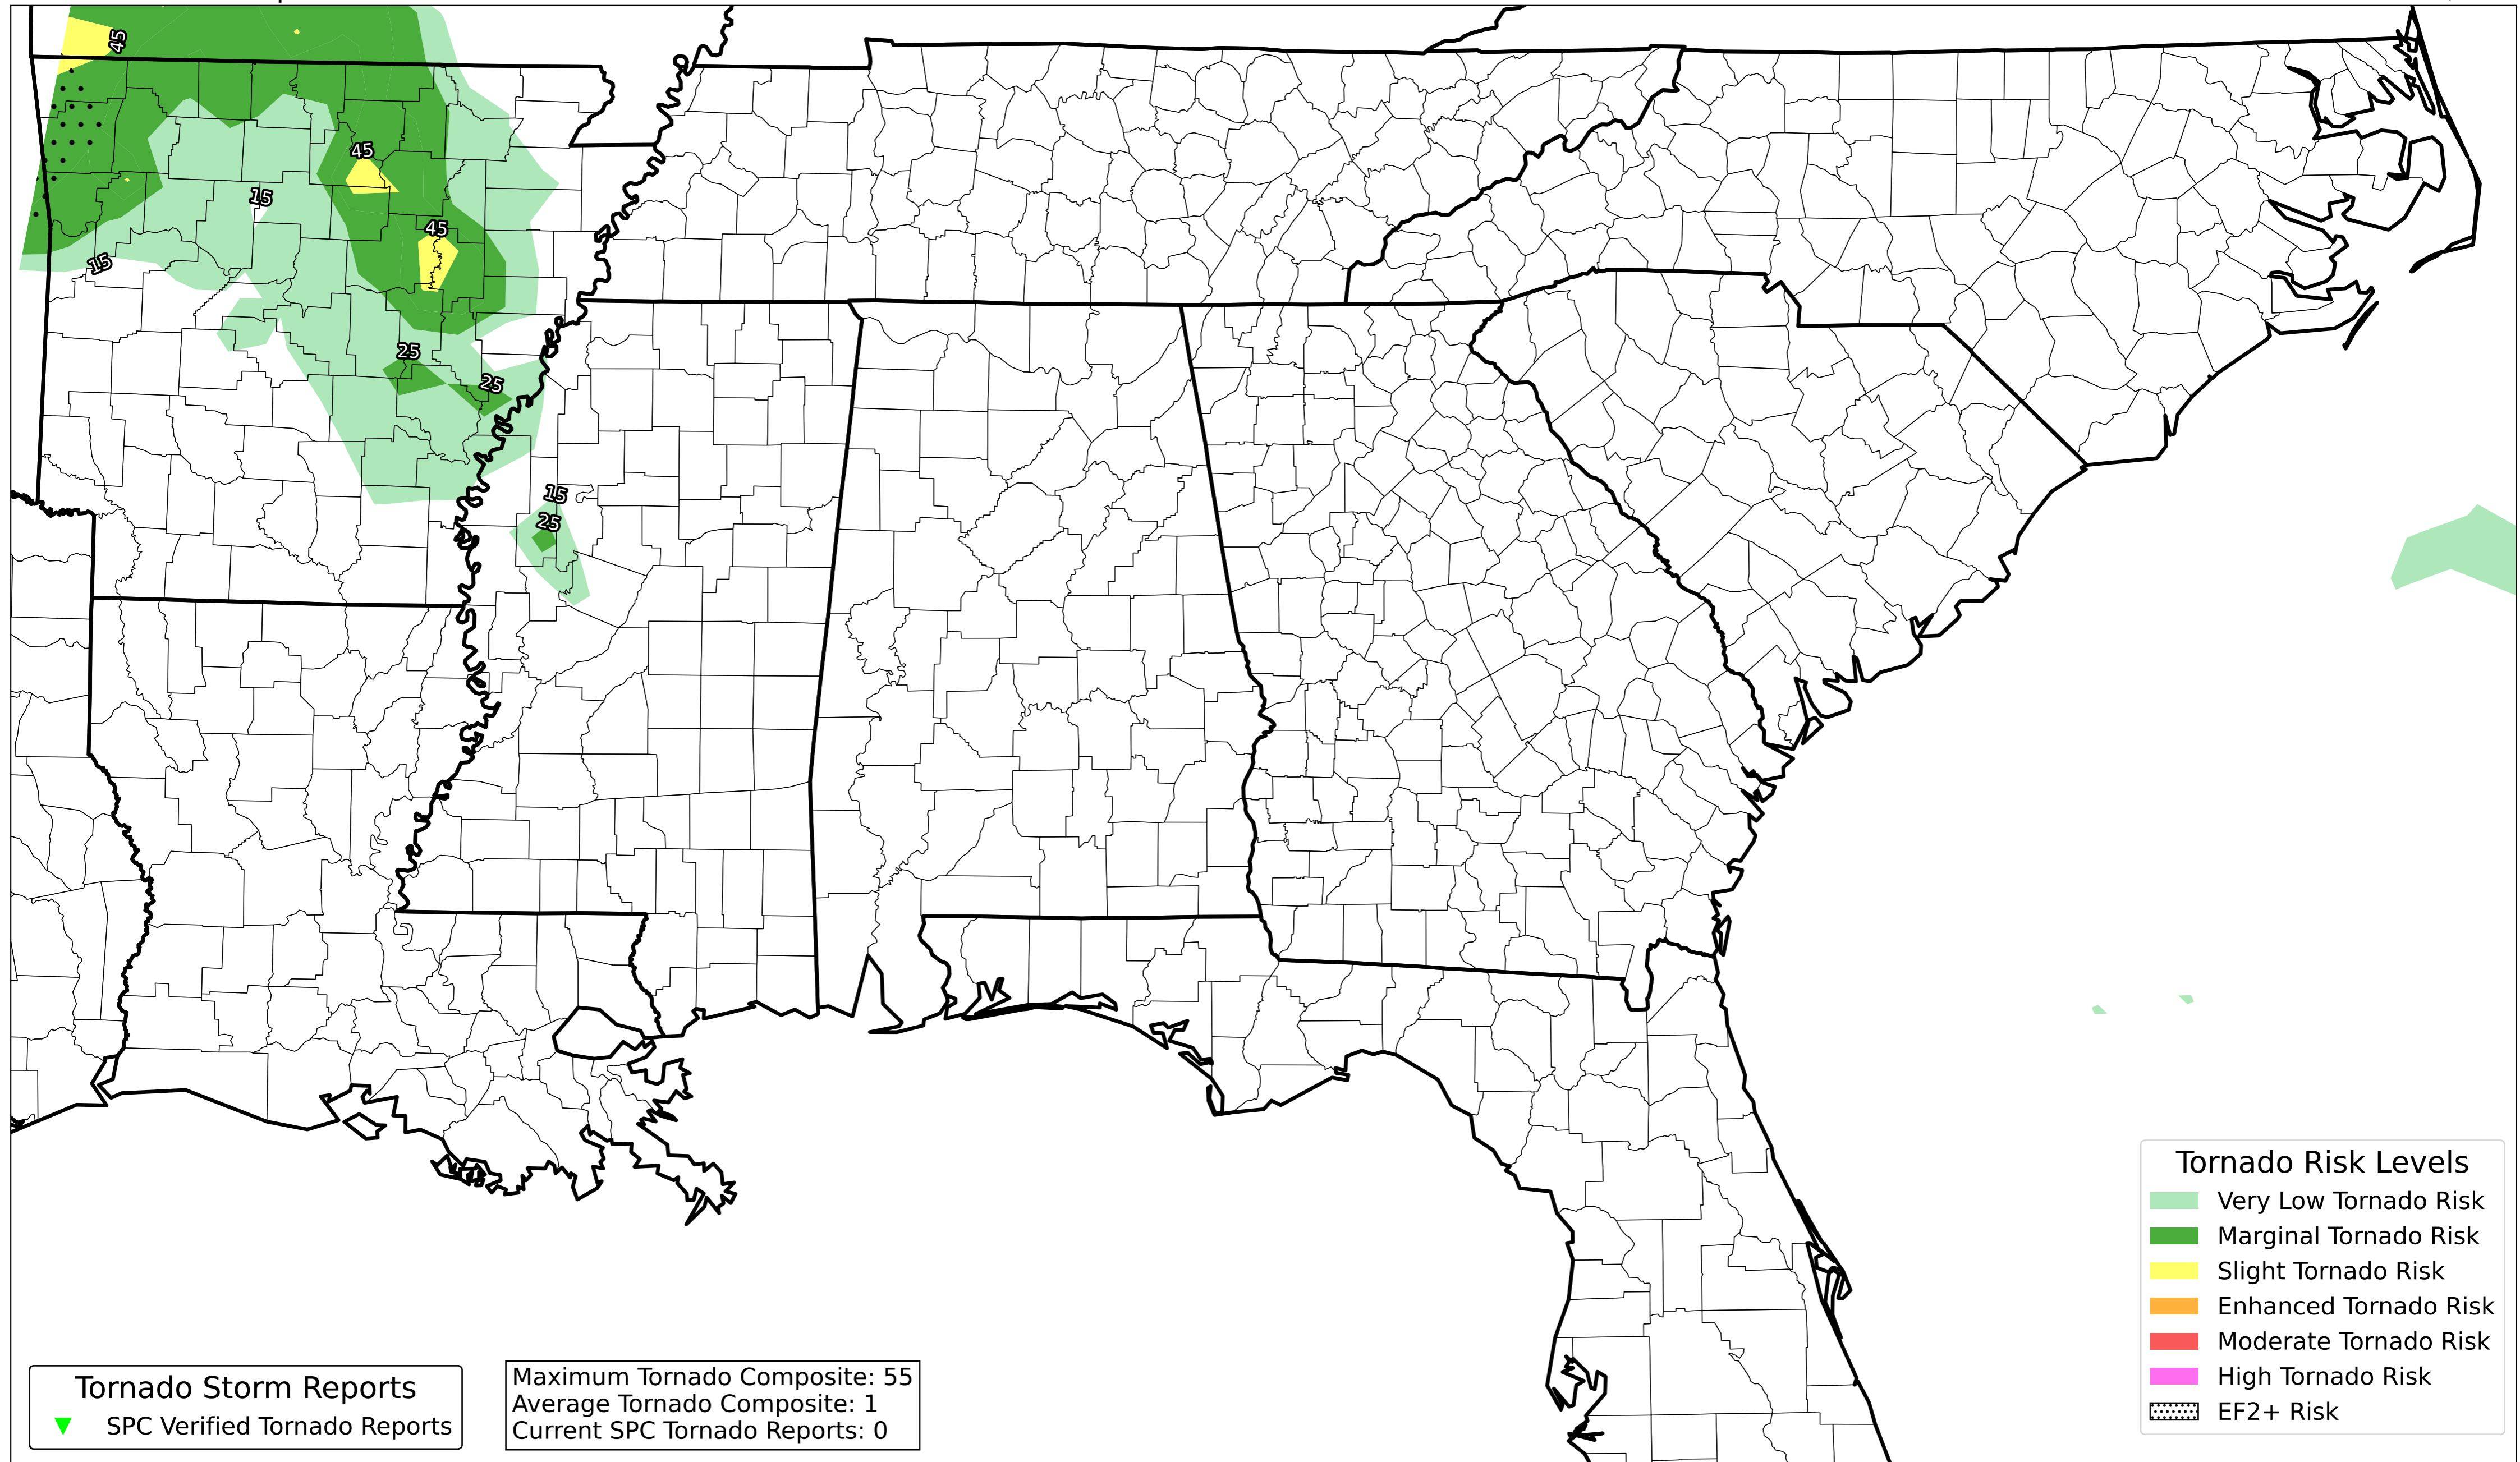 45
45
15
45
15
25
25
15
25
Tornado Risk Levels
Very Low Tornado Risk
Marginal Tornado Risk
Slight Tornado Risk
Enhanced Tornado Risk
Moderate Tornado Risk
High Tornado Risk
EF2+ Risk
Tornado Storm Reports
SPC Verified Tornado Reports
Maximum Tornado Composite: 55
Average Tornado Composite: 1
Current SPC Tornado Reports: 0